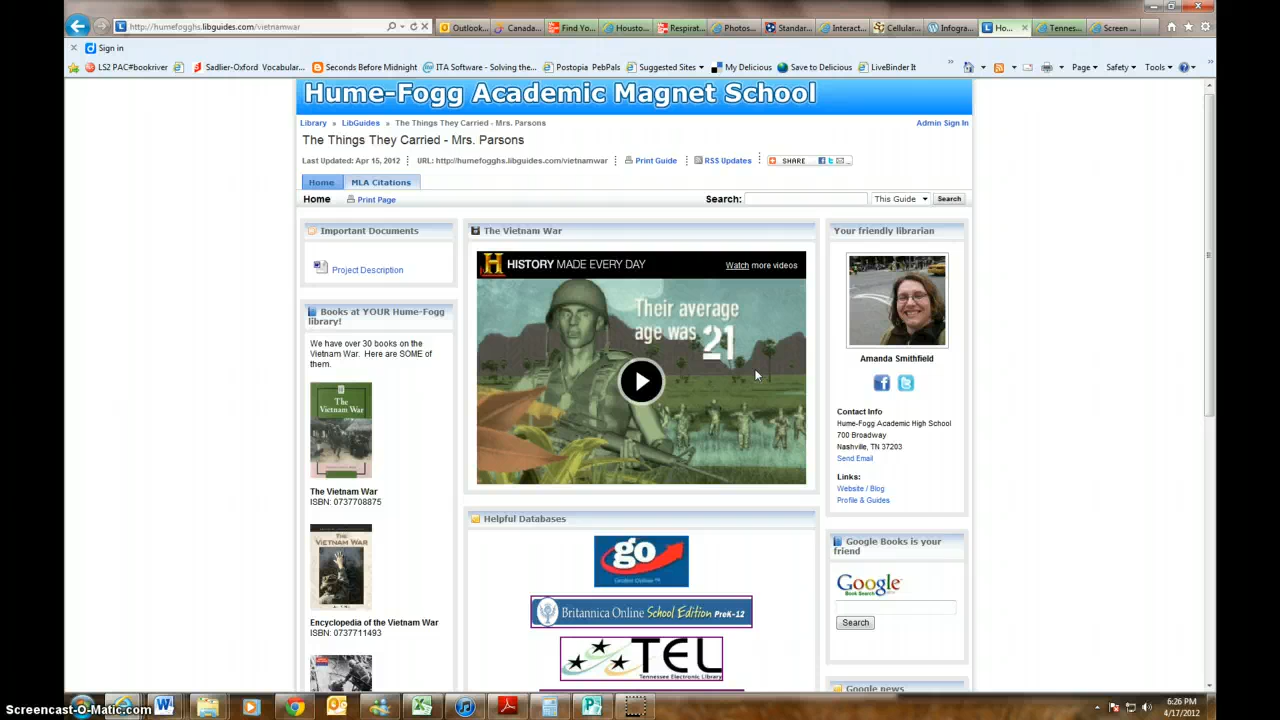 http://humefogghs.libguides.com/vietnamwar
Outlook... Canada... Find Yo... Housto... Respirat... Photos... Standar... Interact... Cellular... Infogra... Ho... Tennes... Screen ...
Sign in
LS2 PAC#bookriver Sadlier-Oxford Vocabular... Seconds Before Midnight ITA Software - Solving the... Postopia PebPals Suggested Sites My Delicious Save to Delicious LiveBinder It Page Safety Tools
Hume-Fogg Academic Magnet School
Library » LibGuides » The Things They Carried - Mrs. Parsons Admin Sign In
The Things They Carried - Mrs. Parsons
Last Updated: Apr 15, 2012 URL: http://humefogghs.libguides.com/vietnamwar Print Guide RSS Updates SHARE
Home MLA Citations
Home Print Page Search: This Guide Search
Important Documents
Project Description
Books at YOUR Hume-Fogg
library!
We have over 30 books on the
Vietnam War. Here are SOME of
them.
The
Vietnam War
The Vietnam War
ISBN: 0737708875
THE
VIETNAM WAR
Encyclopedia of the Vietnam War
ISBN: 0737711493
The Vietnam War
H HISTORY MADE EVERY DAY Watch more videos
Their average
age was 21
Helpful Databases
go
Britannica Online School Edition PreK-12
TEL
Tennessee Electronic Library
Your friendly librarian
Amanda Smithfield
Contact Info
Hume-Fogg Academic High School
700 Broadway
Nashville, TN 37203
Send Email
Links:
Website / Blog
Profile & Guides
Google Books is your
friend
Google
Book Search
Search
Google news
Screencast-O-Matic.com
6:26 PM
4/17/2012